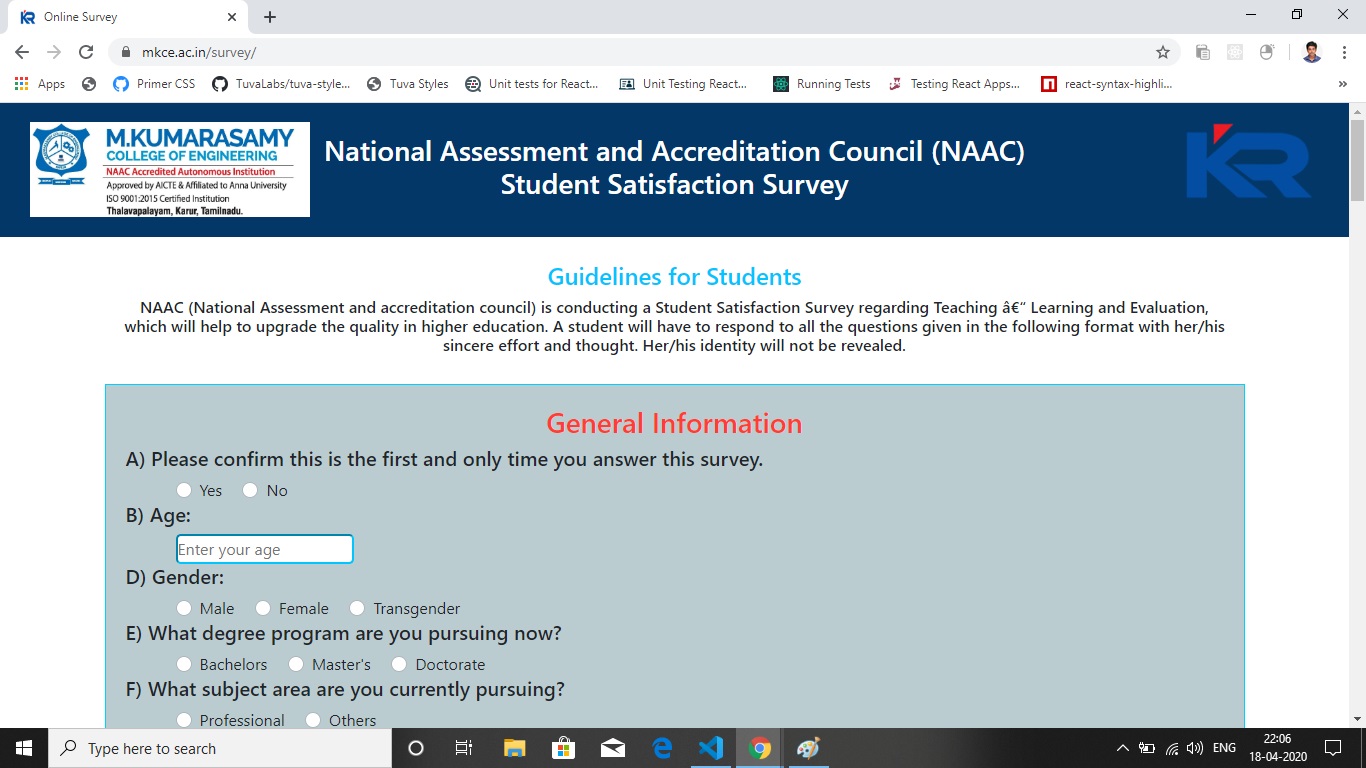 Online Survey
mkce.ac.in/survey/
Apps Primer CSS TuvaLabs/tuva-style... Tuva Styles Unit tests for React... Unit Testing React... Running Tests Testing React Apps... react-syntax-highli... »
M.KUMARASAMY
COLLEGE OF ENGINEERING
NAAC Accredited Autonomous Institution
Approved by AICTE & Affiliated to Anna University
ISO 9001:2015 Certified Institution
Thalavapalayam, Karur, Tamilnadu.
National Assessment and Accreditation Council (NAAC)
Student Satisfaction Survey
KR
Guidelines for Students
NAAC (National Assessment and accreditation council) is conducting a Student Satisfaction Survey regarding Teaching â€“ Learning and Evaluation,
which will help to upgrade the quality in higher education. A student will have to respond to all the questions given in the following format with her/his
sincere effort and thought. Her/his identity will not be revealed.
General Information
A) Please confirm this is the first and only time you answer this survey.
Yes No
B) Age:
Enter your age
D) Gender:
Male Female Transgender
E) What degree program are you pursuing now?
Bachelors Master's Doctorate
F) What subject area are you currently pursuing?
Professional Others
Type here to search
ENG
22:06
18-04-2020